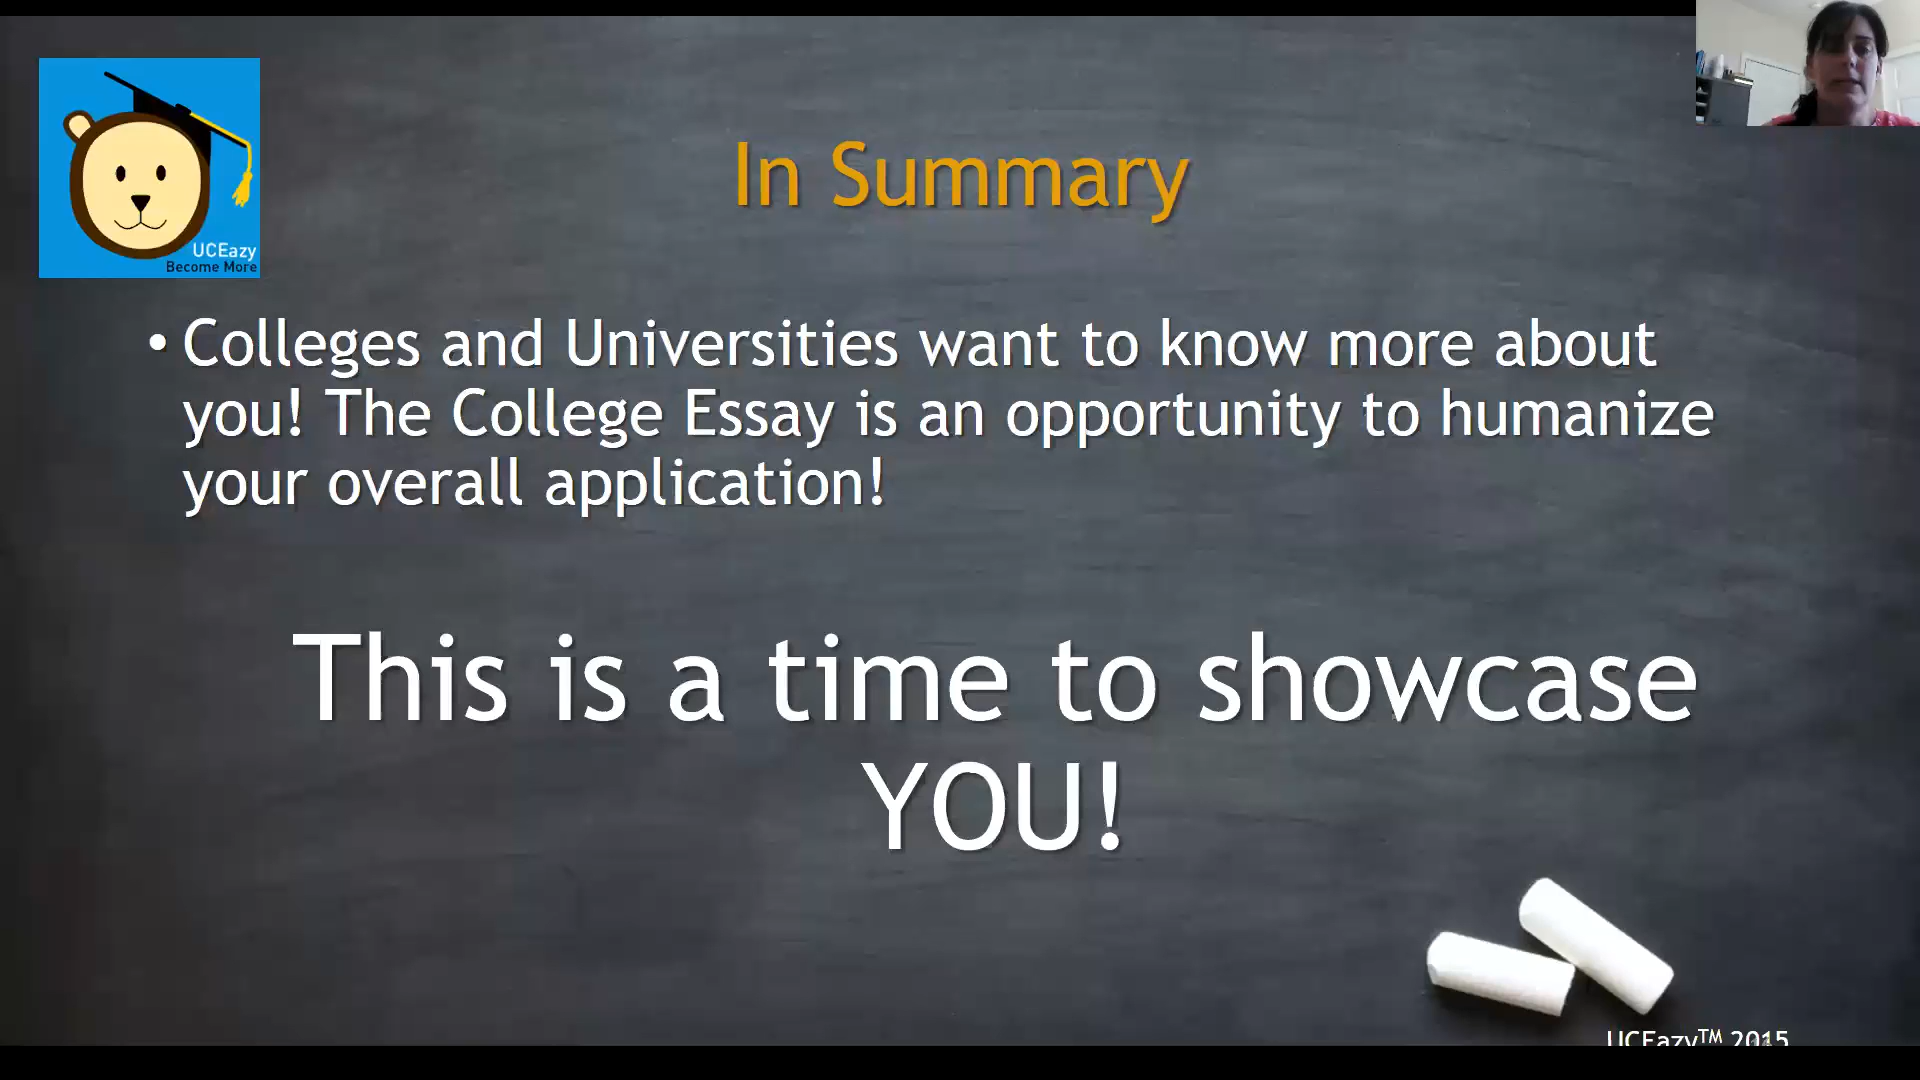 UCEazy
Become More
In Summary
• Colleges and Universities want to know more about
you! The College Essay is an opportunity to humanize
your overall application!
This is a time to showcase
YOU!
UCEazy™ 2015